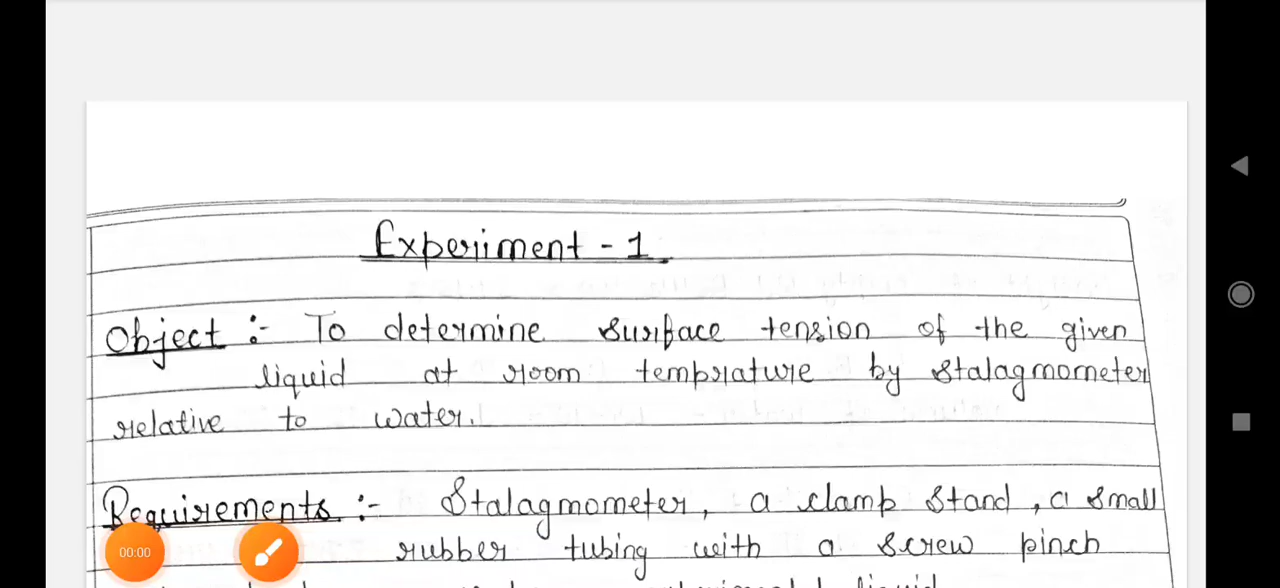 Experiment - 1.
Object :- To determine surface tension of the given
liquid at room temprature by Stalagmometer
relative to water.
Requirements :- Stalagmometer, a clamp stand, a small
rubber tubing with a screw pinch
liquid
00:00